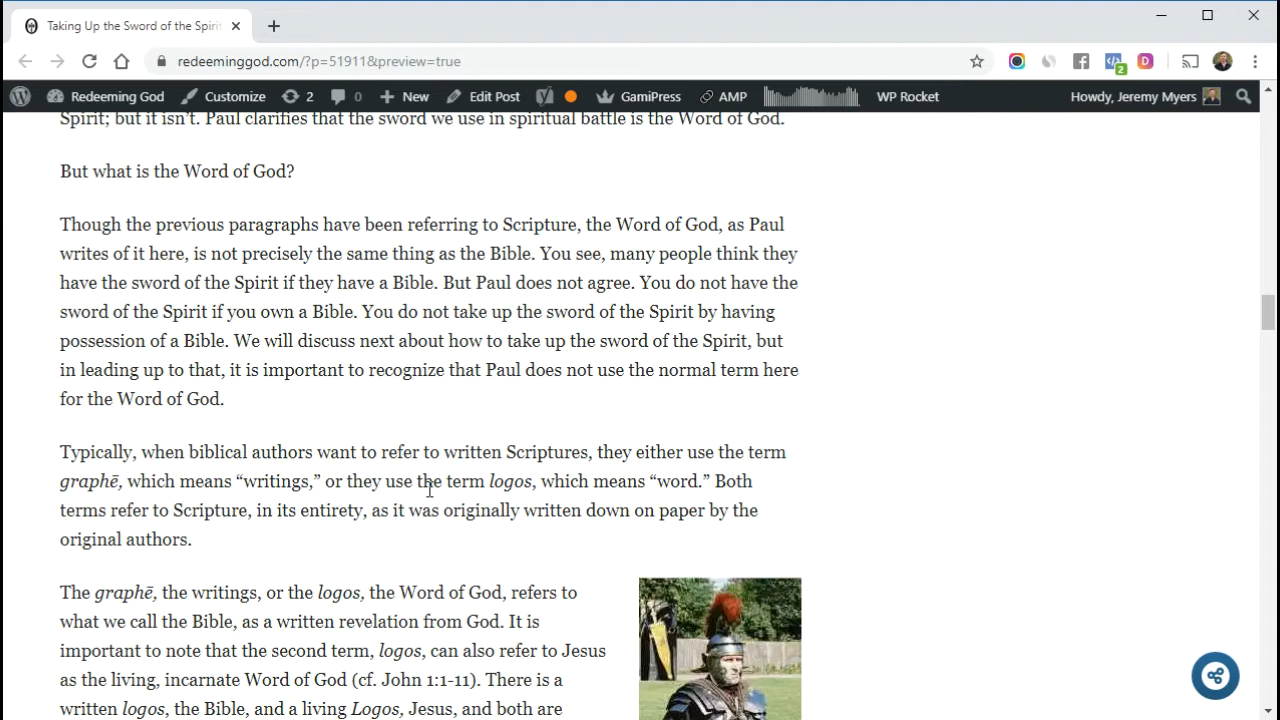 Taking Up the Sword of the Spiri
redeeminggod.com/?p=51911&preview=true
2
Redeeming God
Customize
2
0
New
Edit Post
GamiPress
AMP
WP Rocket
Howdy, Jeremy Myers
Spirit; but it isn’t. Paul clarifies that the sword we use in spiritual battle is the Word of God.
But what is the Word of God?
Though the previous paragraphs have been referring to Scripture, the Word of God, as Paul
writes of it here, is not precisely the same thing as the Bible. You see, many people think they
have the sword of the Spirit if they have a Bible. But Paul does not agree. You do not have the
sword of the Spirit if you own a Bible. You do not take up the sword of the Spirit by having
possession of a Bible. We will discuss next about how to take up the sword of the Spirit, but
in leading up to that, it is important to recognize that Paul does not use the normal term here
for the Word of God.
Typically, when biblical authors want to refer to written Scriptures, they either use the term
graphē, which means “writings,” or they use the term logos, which means “word.” Both
terms refer to Scripture, in its entirety, as it was originally written down on paper by the
original authors.
The graphē, the writings, or the logos, the Word of God, refers to
what we call the Bible, as a written revelation from God. It is
important to note that the second term, logos, can also refer to Jesus
as the living, incarnate Word of God (cf. John 1:1-11). There is a
written logos, the Bible, and a living Logos, Jesus, and both are